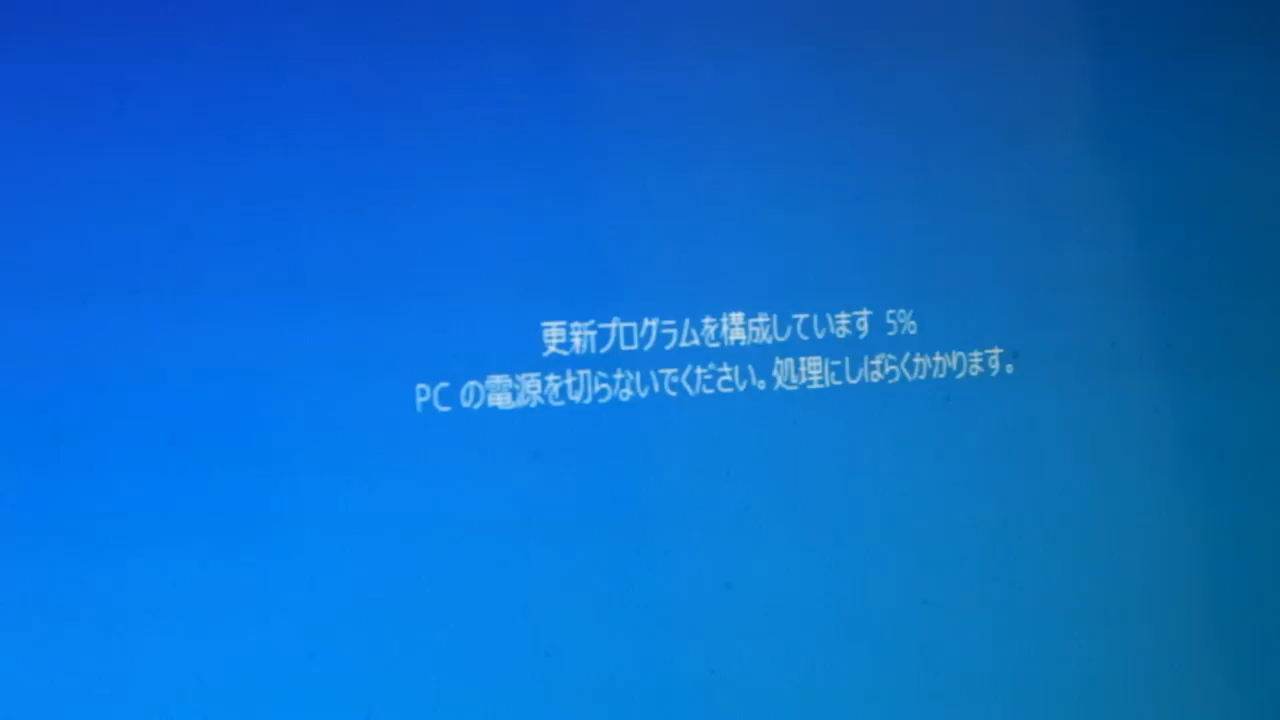 更新プログラムを構成しています 5%
PC の電源を切らないでください。処理にしばらくかかります。